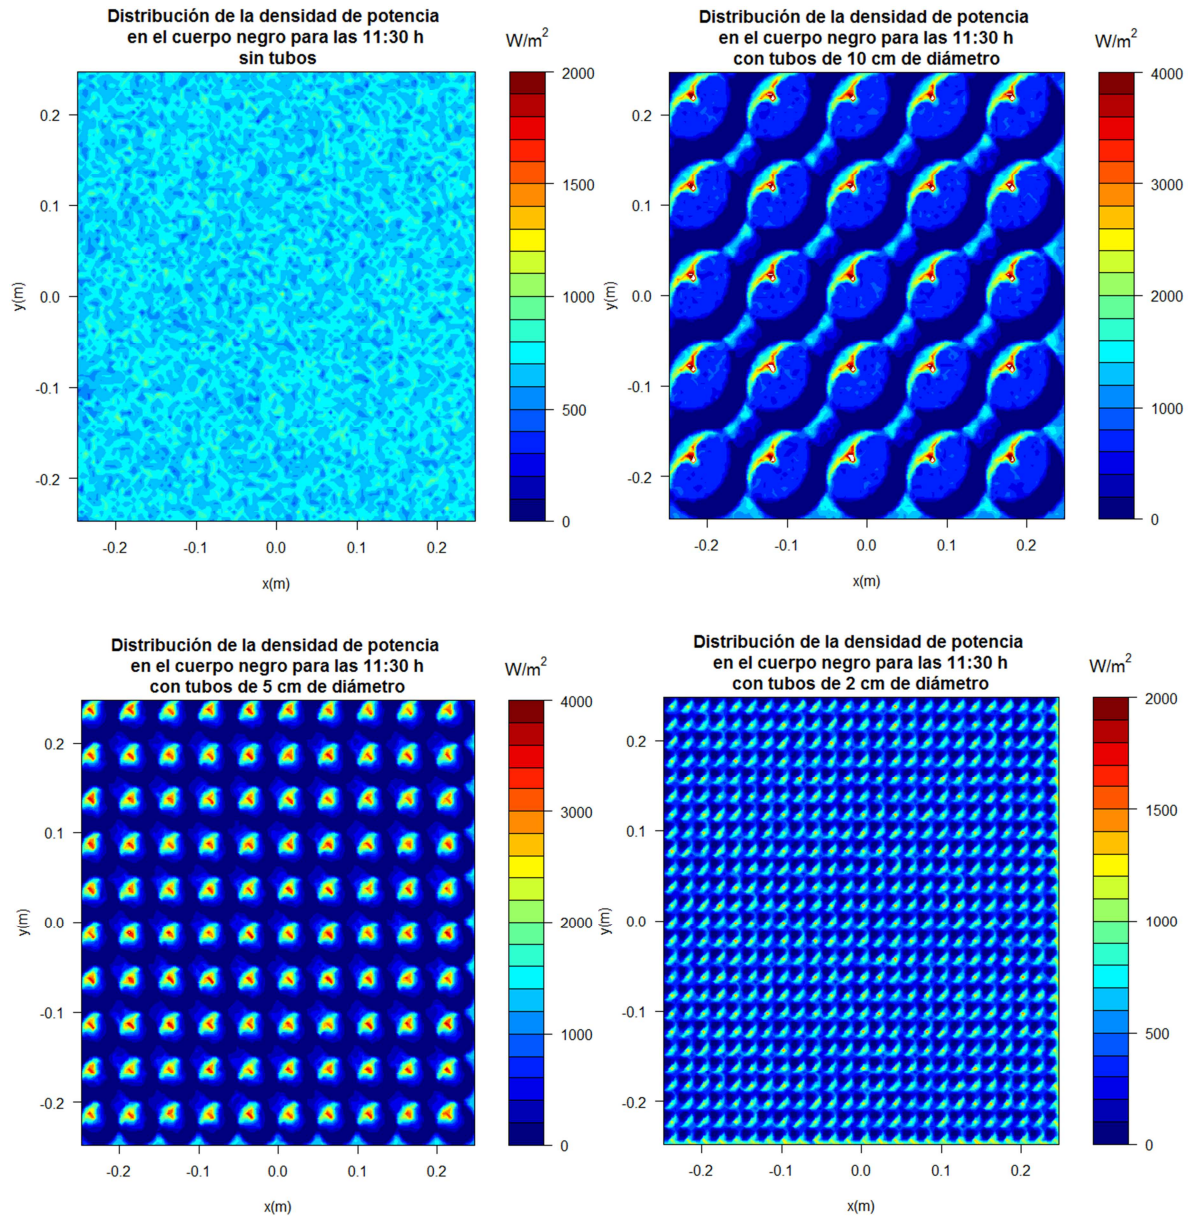 Distribución de la densidad de potencia
en el cuerpo negro para las 11:30 h
sin tubos
W/m²
2000
1500
1000
500
0
0.2
0.1
0.0
-0.1
-0.2
y(m)
-0.2 -0.1 0.0 0.1 0.2
x(m)
Distribución de la densidad de potencia
en el cuerpo negro para las 11:30 h
con tubos de 10 cm de diámetro
W/m²
4000
3000
2000
1000
0
0.2
0.1
0.0
-0.1
-0.2
y(m)
-0.2 -0.1 0.0 0.1 0.2
x(m)
Distribución de la densidad de potencia
en el cuerpo negro para las 11:30 h
con tubos de 5 cm de diámetro
W/m²
4000
3000
2000
1000
0
0.2
0.1
0.0
-0.1
-0.2
y(m)
-0.2 -0.1 0.0 0.1 0.2
x(m)
Distribución de la densidad de potencia
en el cuerpo negro para las 11:30 h
con tubos de 2 cm de diámetro
W/m²
2000
1500
1000
500
0
0.2
0.1
0.0
-0.1
-0.2
y(m)
-0.2 -0.1 0.0 0.1 0.2
x(m)